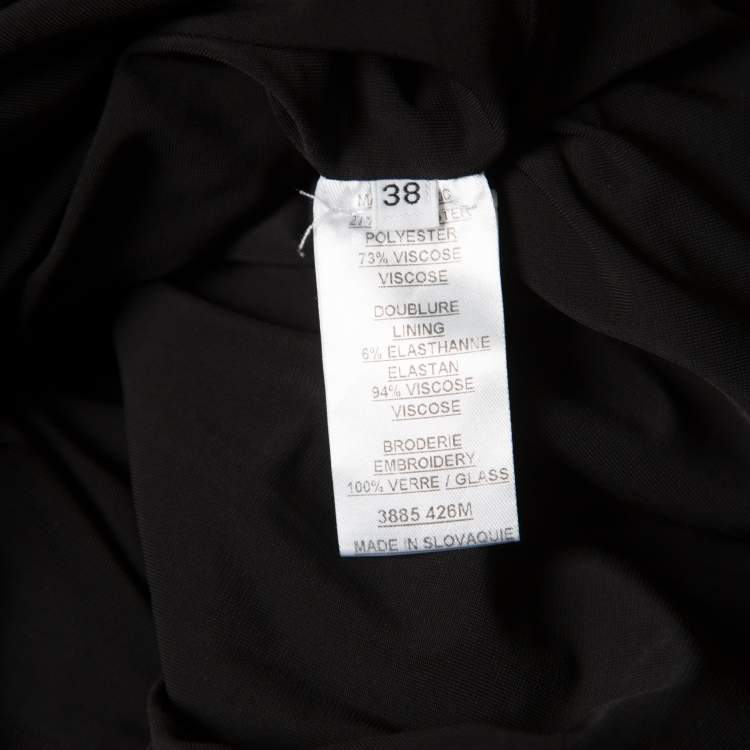 38
POLYESTER
73% VISCOSE
VISCOSE
DOUBLURE
LINING
6% ELASTHANNE
ELASTAN
94% VISCOSE
VISCOSE
BRODERIE
EMBROIDERY
100% VERRE / GLASS
3885 426M
MADE IN SLOVAQUIE